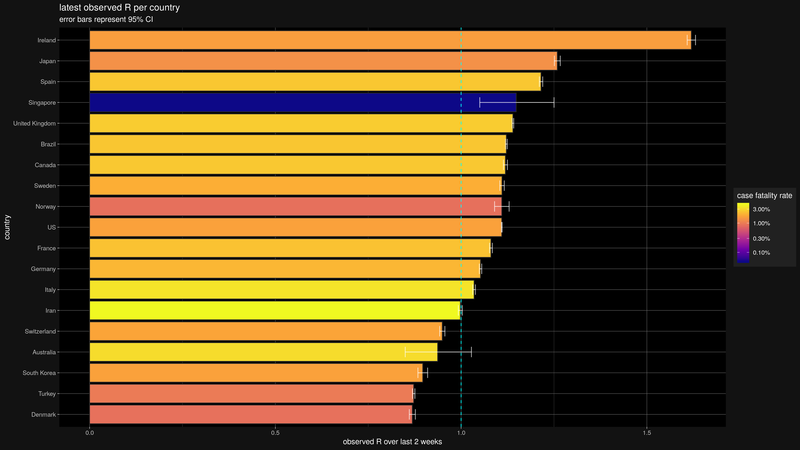 latest observed R per country
error bars represent 95% CI
country
Ireland
Japan
Spain
Singapore
United Kingdom
Brazil
Canada
Sweden
Norway
US
France
Germany
Italy
Iran
Switzerland
Australia
South Korea
Turkey
Denmark
0.0 0.5 1.0 1.5
observed R over last 2 weeks
case fatality rate
3.00%
1.00%
0.30%
0.10%